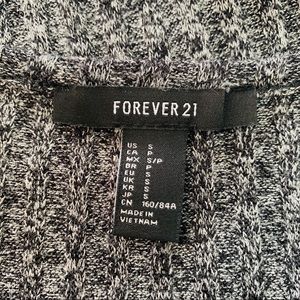 FOREVER 21
US S
CA P
MX S/P
BR P
EU S
UK S
KR S
JP S
CN 160/84A
MADE IN
VIETNAM